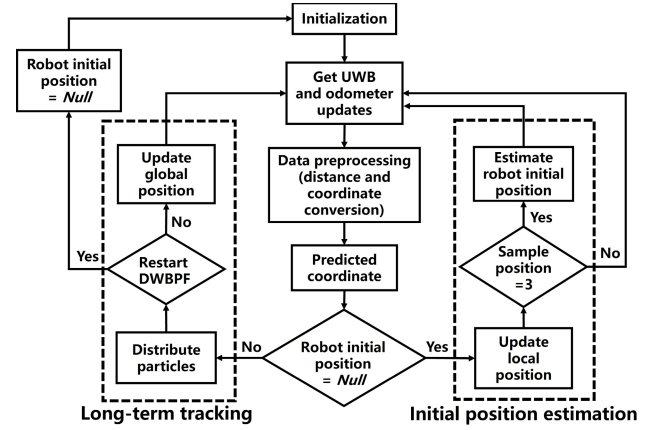 Initialization
Robot initial
position
= Null
Get UWB
and odometer
updates
Update
global
position
Data preprocessing
(distance and
coordinate
conversion)
Estimate
robot initial
position
No
Yes
Yes
Restart
DWBPF
Predicted
coordinate
Sample
position
=3
No
Distribute
particles
No
Robot initial
position
= Null
Yes
Update
local
position
Long-term tracking
Initial position estimation